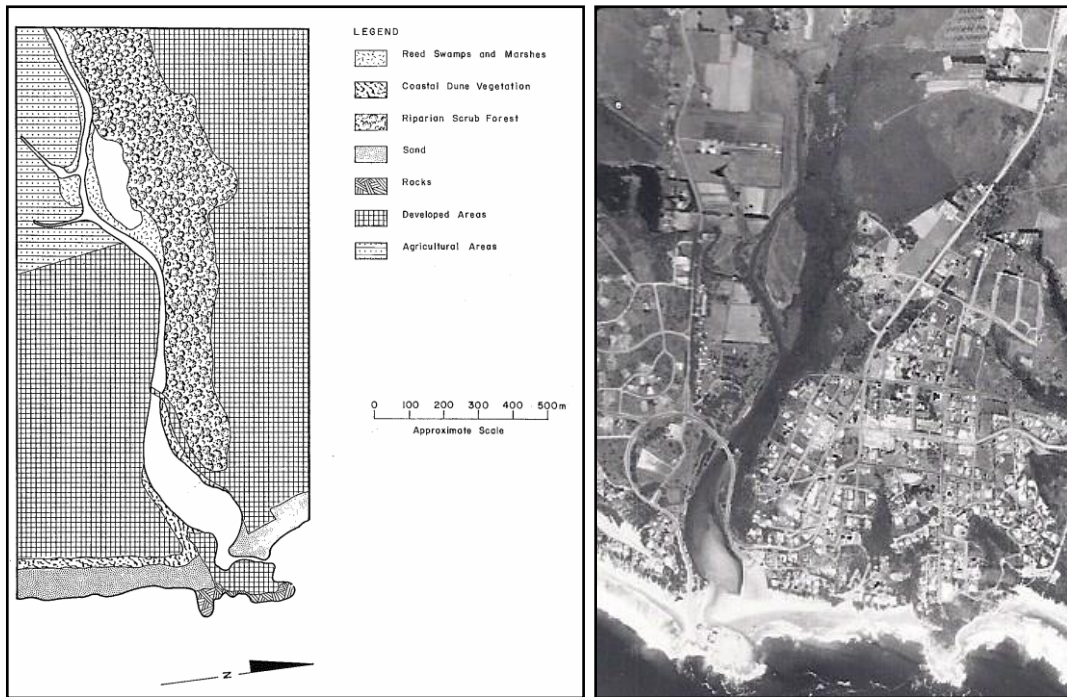 LEGEND
Reed Swamps and Marshes
Coastal Dune Vegetation
Riparian Scrub Forest
Sand
Rocks
Developed Areas
Agricultural Areas
0 100 200 300 400 500m
Approximate Scale
N